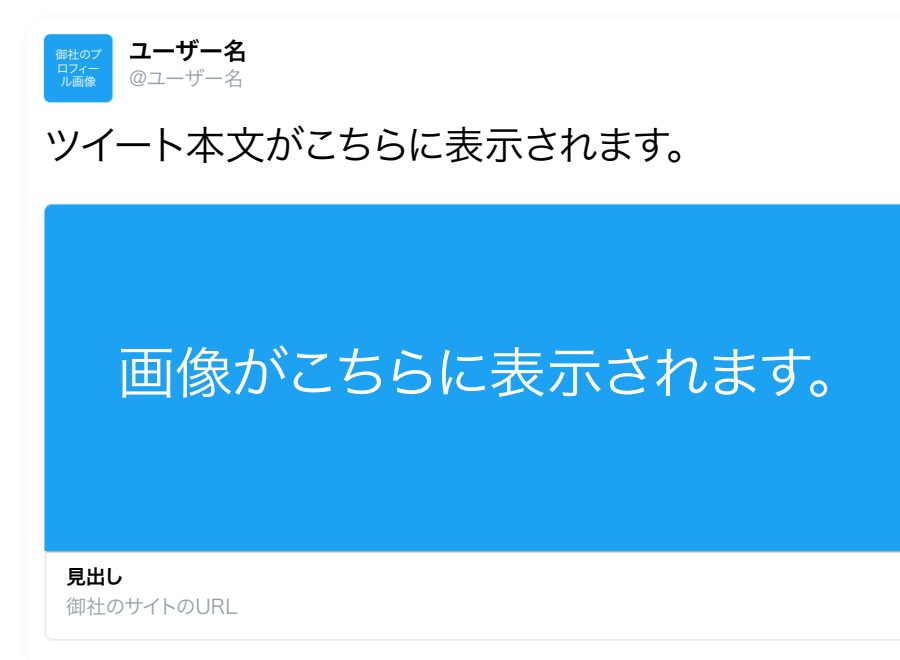 御社のプ
ロフィー
ル画像
ユーザー名
@ユーザー名
ツイート本文がこちらに表示されます。
画像がこちらに表示されます。
見出し
御社のサイトのURL